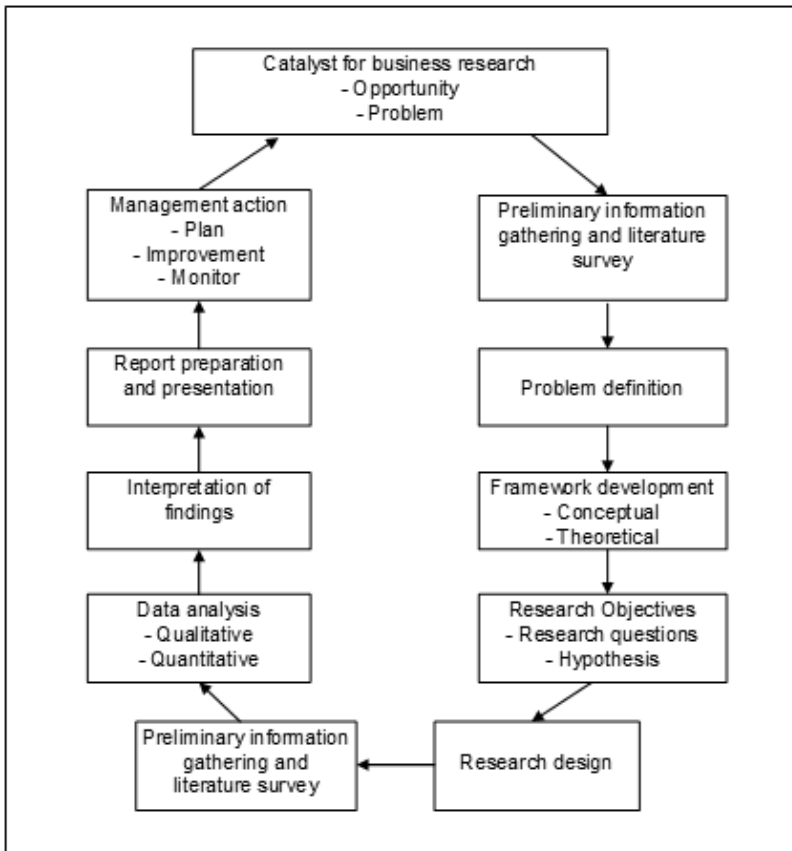 Catalyst for business research
- Opportunity
- Problem
Preliminary information
gathering and literature
survey
Problem definition
Framework development
- Conceptual
- Theoretical
Research Objectives
- Research questions
- Hypothesis
Research design
Preliminary information
gathering and
literature survey
Data analysis
- Qualitative
- Quantitative
Interpretation of
findings
Report preparation
and presentation
Management action
- Plan
- Improvement
- Monitor